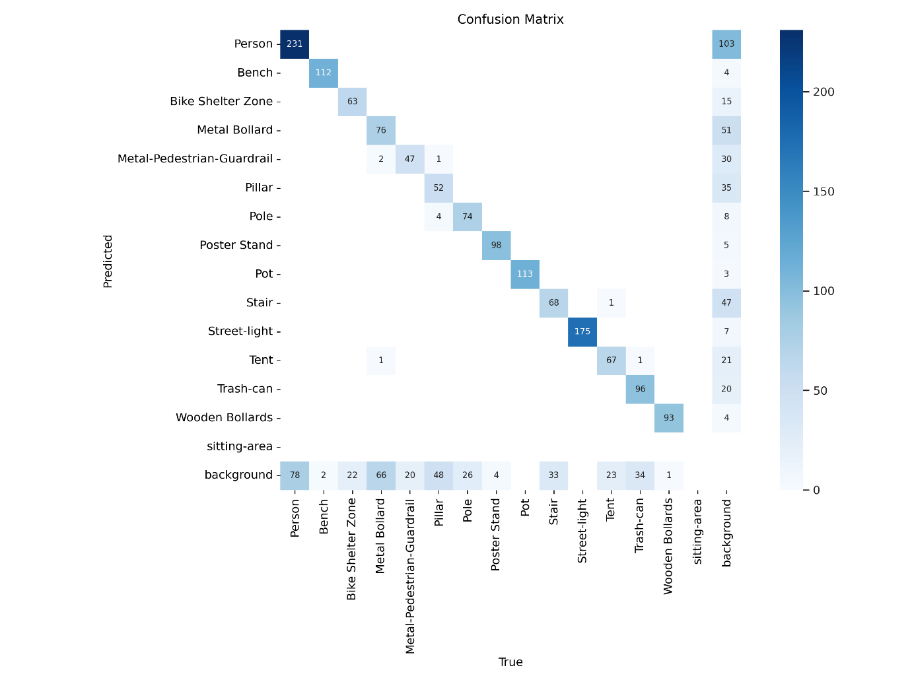 Confusion Matrix
Person 231 103
Bench 112 4
Bike Shelter Zone 63 15
Metal Bollard 76 51
Metal-Pedestrian-Guardrail 2 47 1 30
Pillar 52 35
Pole 4 74 8
Poster Stand 98 5
Pot 113 3
Stair 68 1 47
Street-light 175 7
Tent 1 67 1 21
Trash-can 96 20
Wooden Bollards 93 4
sitting-area
background 78 2 22 66 20 48 26 4 33 23 34 1
Predicted
Person
Bench
Bike Shelter Zone
Metal Bollard
Metal-Pedestrian-Guardrail
Pillar
Pole
Poster Stand
Pot
Stair
Street-light
Tent
Trash-can
Wooden Bollards
sitting-area
background
True
200
150
100
50
0